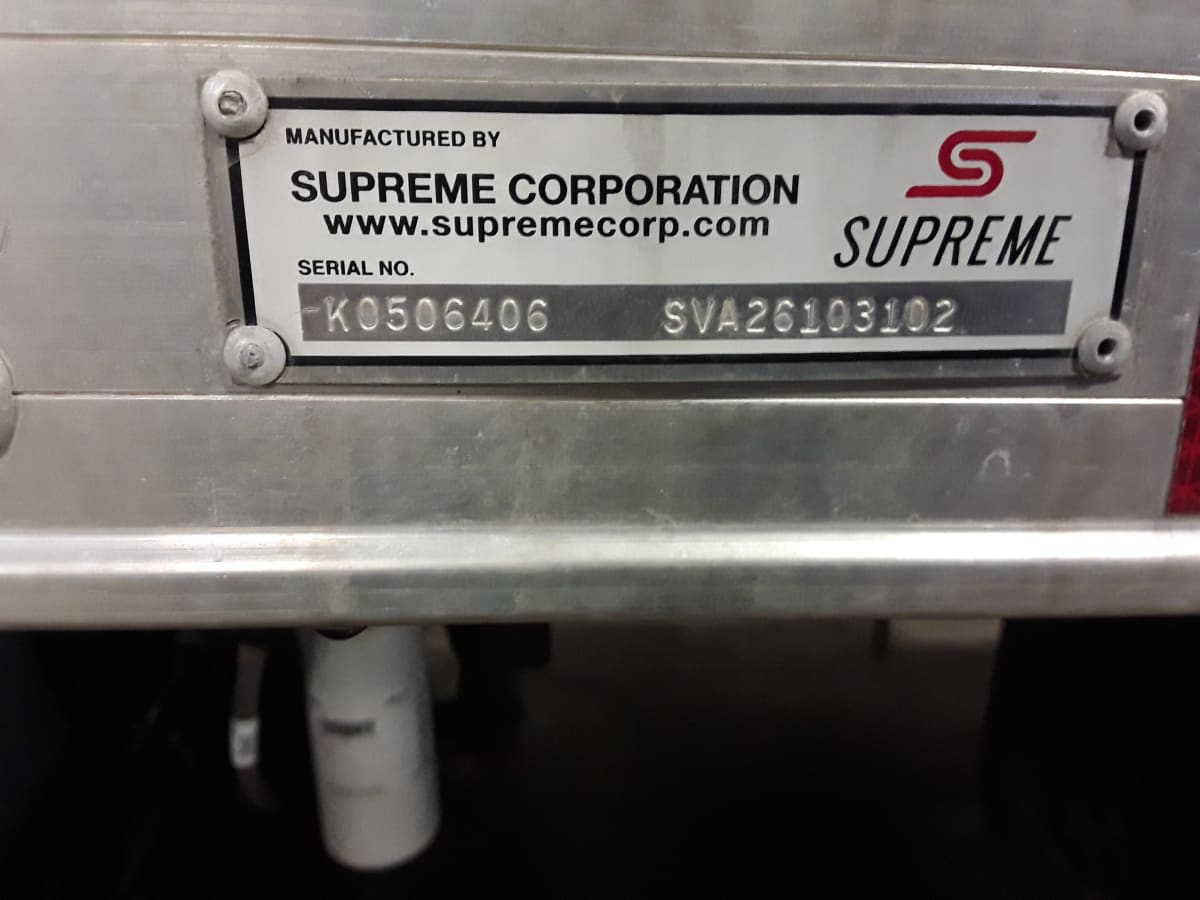 MANUFACTURED BY
SUPREME CORPORATION
www.supremecorp.com
SUPREME
SERIAL NO.
-K0506406 SVA26103102